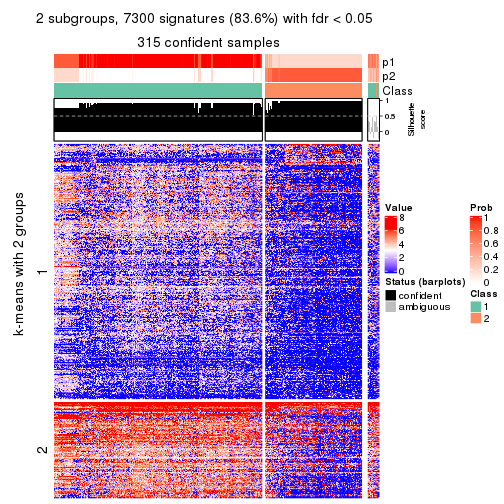 2 subgroups, 7300 signatures (83.6%) with fdr < 0.05
315 confident samples
p1
p2
Class
1
0.5
0
Silhouette
score
k-means with 2 groups
1
2
Value
8
6
4
2
0
Prob
1
0.8
0.6
0.4
0.2
0
Status (barplots)
confident
ambiguous
Class
1
2